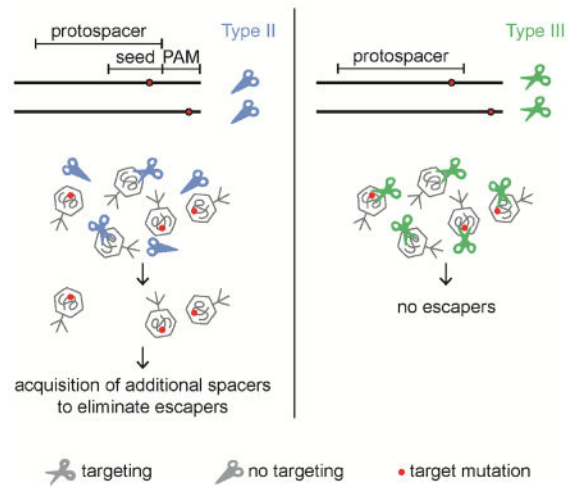 protospacer
Type II
seed
PAM
acquisition of additional spacers
to eliminate escapers
Type III
protospacer
no escapers
targeting
no targeting
target mutation